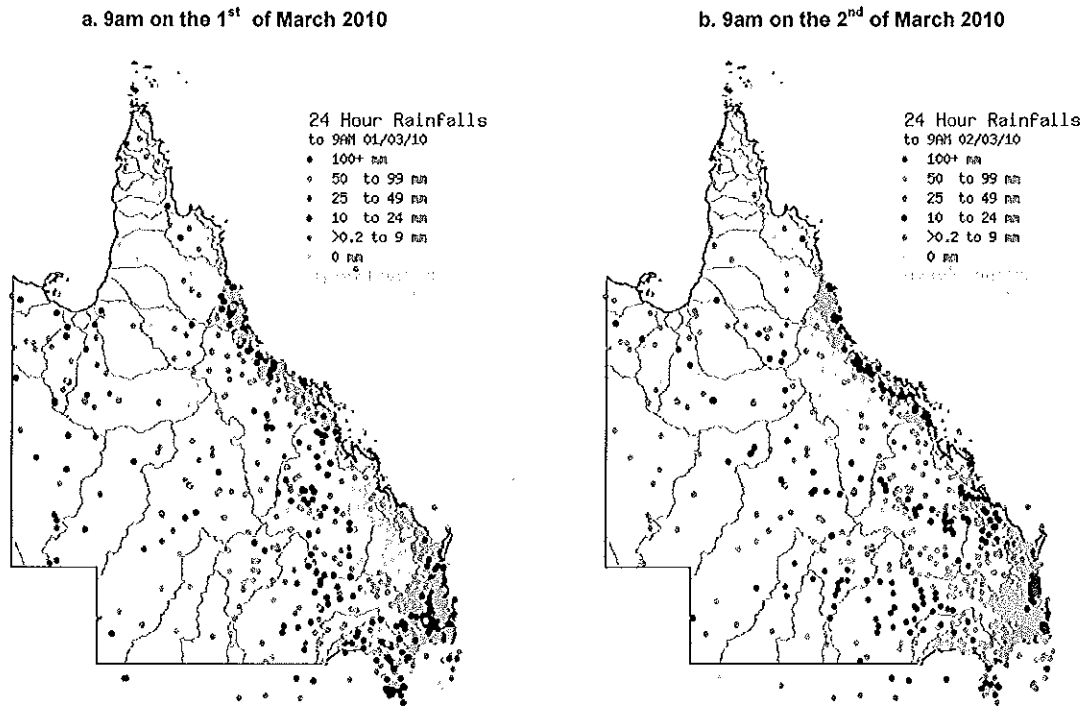 a. 9am on the 1st of March 2010
24 Hour Rainfalls
to 9AM 01/03/10
100+ mm
50 to 99 mm
25 to 49 mm
10 to 24 mm
>0.2 to 9 mm
0 mm
b. 9am on the 2nd of March 2010
24 Hour Rainfalls
to 9AM 02/03/10
100+ mm
50 to 99 mm
25 to 49 mm
10 to 24 mm
>0.2 to 9 mm
0 mm